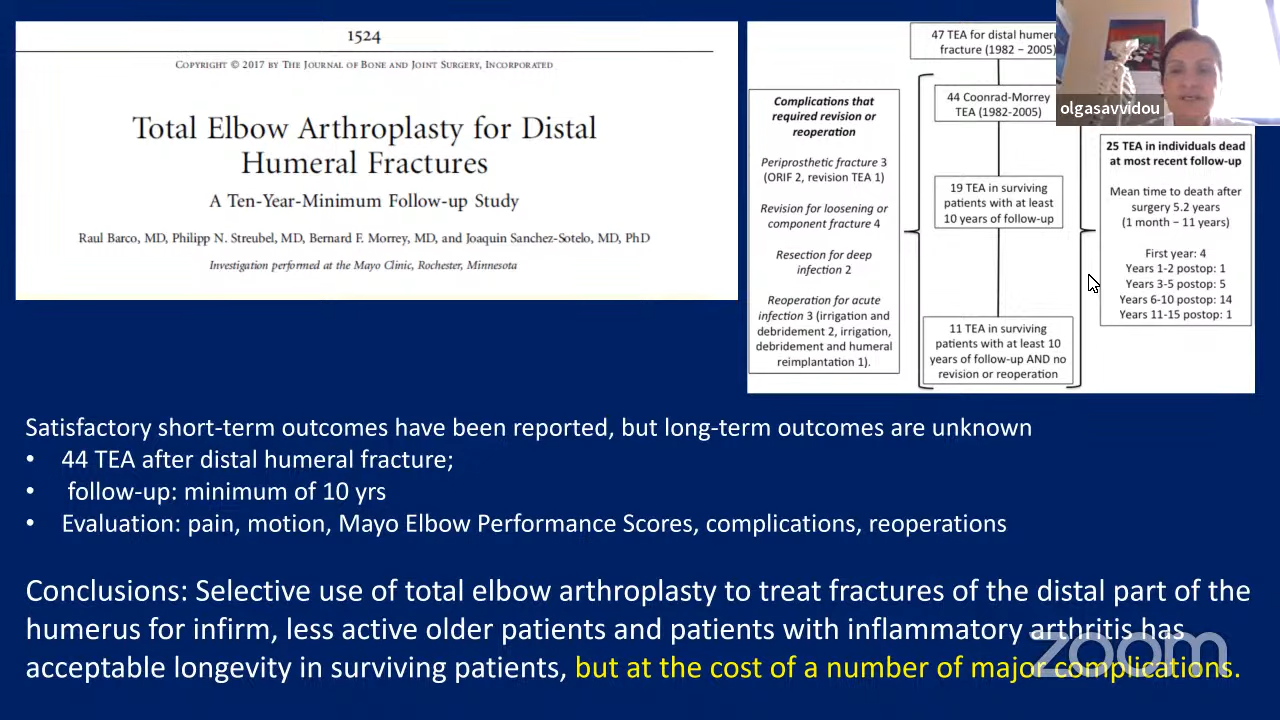 1524
COPYRIGHT © 2017 BY THE JOURNAL OF BONE AND JOINT SURGERY, INCORPORATED
Total Elbow Arthroplasty for Distal
Humeral Fractures
A Ten-Year-Minimum Follow-up Study
Raul Barco, MD, Philipp N. Streubel, MD, Bernard F. Morrey, MD, and Joaquin Sanchez-Sotelo, MD, PhD
Investigation performed at the Mayo Clinic, Rochester, Minnesota
47 TEA for distal
fracture (1982 – 2005)
44 Coonrad-Morrey
TEA (1982-2005)
19 TEA in surviving
patients with at least
10 years of follow-up
11 TEA in surviving
patients with at least 10
years of follow-up AND no
revision or reoperation
Complications that
required revision or
reoperation
Periprosthetic fracture 3
(ORIF 2, revision TEA 1)
Revision for loosening or
component fracture 4
Resection for deep
infection 2
Reoperation for acute
infection 3 (irrigation and
debridement 2, irrigation,
debridement and humeral
reimplantation 1).
olgasavvidou
25 TEA in individuals dead
at most recent follow-up
Mean time to death after
surgery 5.2 years
(1 month – 11 years)
First year: 4
Years 1-2 postop: 1
Years 3-5 postop: 5
Years 6-10 postop: 14
Years 11-15 postop: 1
Satisfactory short-term outcomes have been reported, but long-term outcomes are unknown
• 44 TEA after distal humeral fracture;
• follow-up: minimum of 10 yrs
• Evaluation: pain, motion, Mayo Elbow Performance Scores, complications, reoperations
Conclusions: Selective use of total elbow arthroplasty to treat fractures of the distal part of the
humerus for infirm, less active older patients and patients with inflammatory arthritis has
acceptable longevity in surviving patients, but at the cost of a number of major complications.
zoom